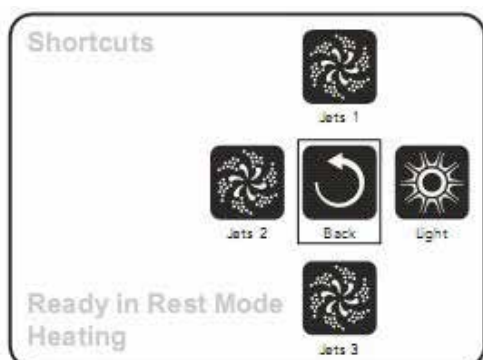 Shortcuts
Jets 1
Jets 2 Back Light
Ready in Rest Mode
Heating
Jets 3